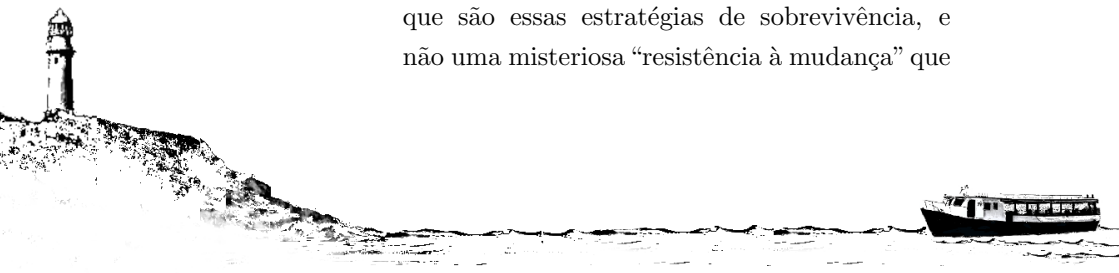 que são essas estratégias de sobrevivência, e
não uma misteriosa “resistência à mudança” que